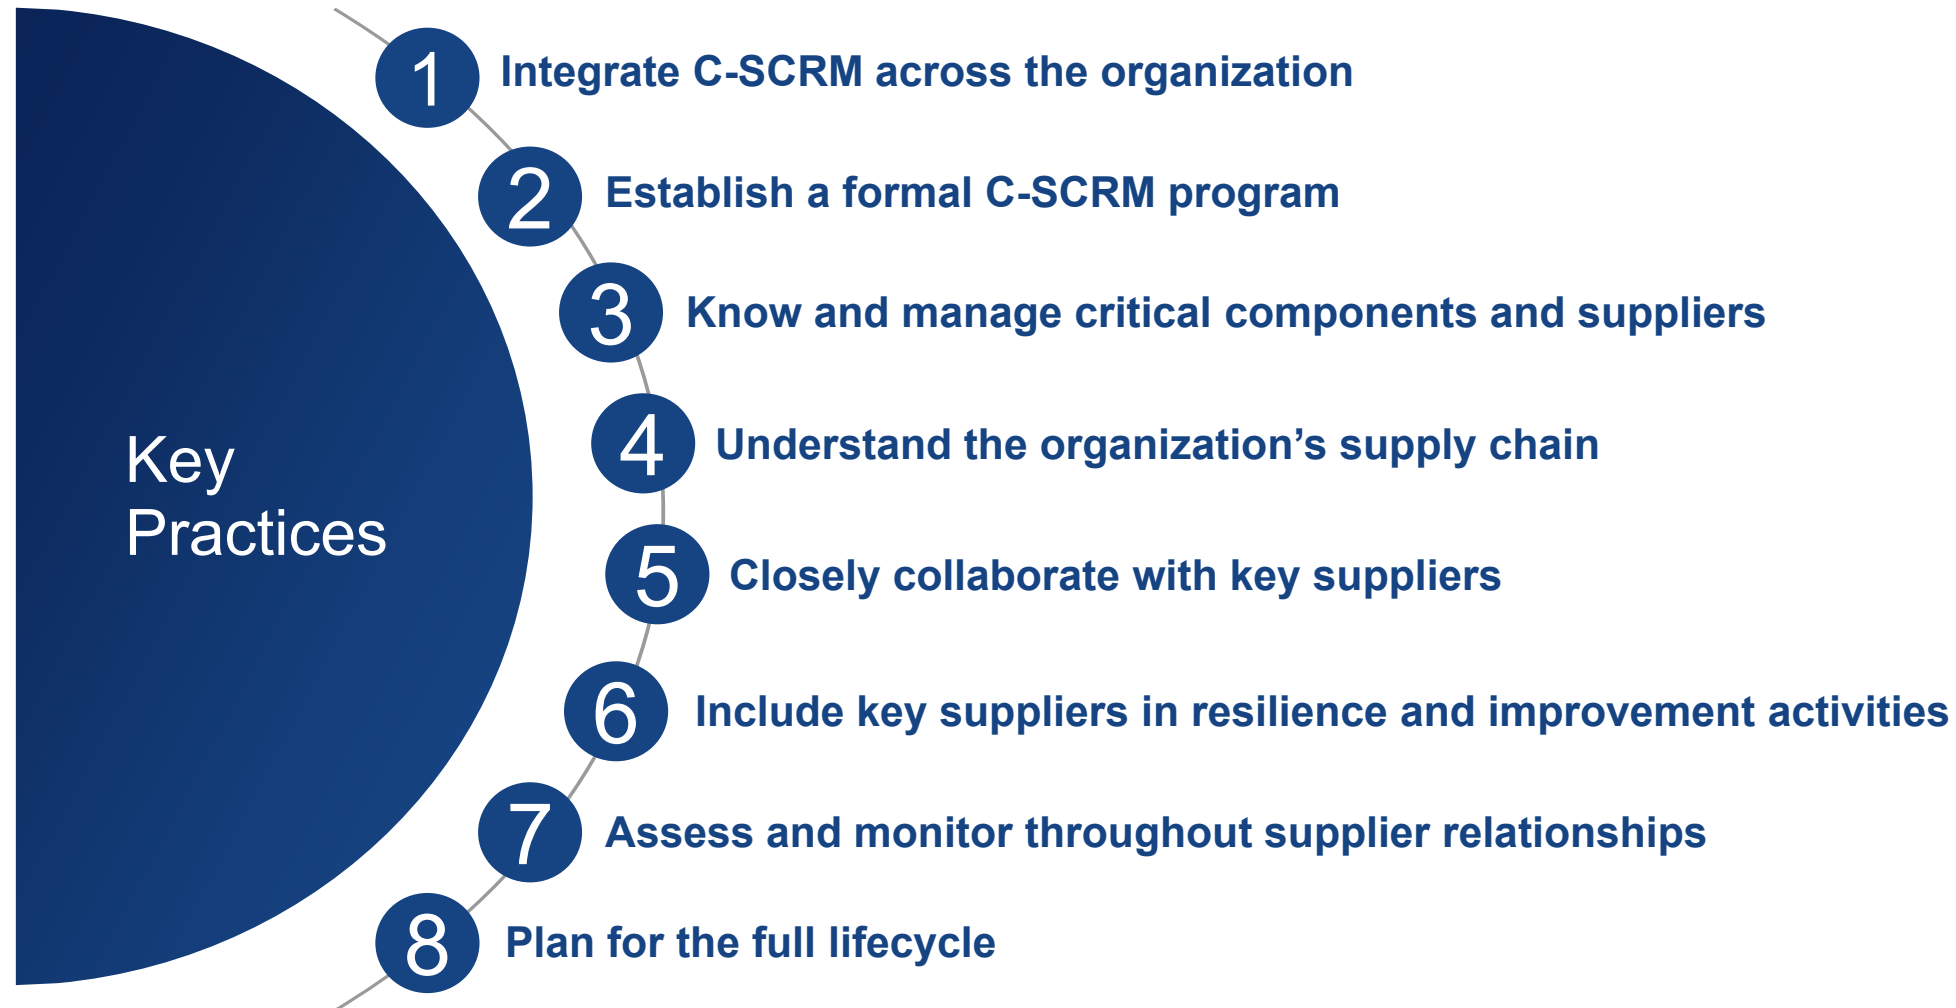 Key
Practices
1
Integrate C-SCRM across the organization
2
Establish a formal C-SCRM program
3
Know and manage critical components and suppliers
4
Understand the organization’s supply chain
5
Closely collaborate with key suppliers
6
Include key suppliers in resilience and improvement activities
7
Assess and monitor throughout supplier relationships
8
Plan for the full lifecycle